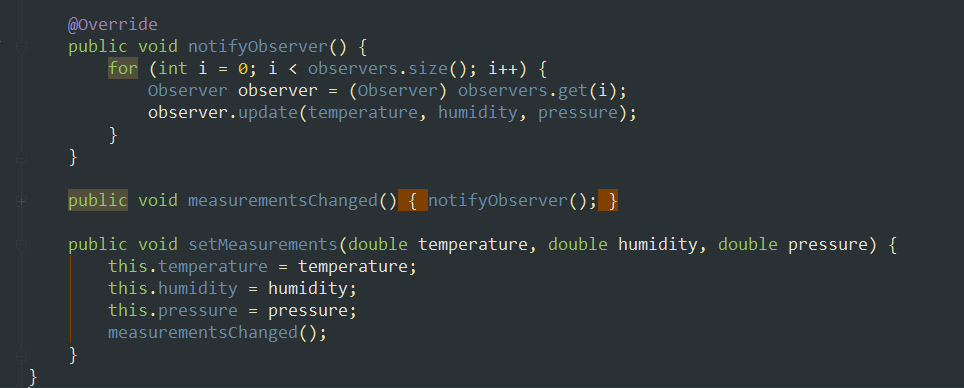 @Override
public void notifyObserver() {
for (int i = 0; i < observers.size(); i++) {
Observer observer = (Observer) observers.get(i);
observer.update(temperature, humidity, pressure);
}
}
public void measurementsChanged() { notifyObserver(); }
public void setMeasurements(double temperature, double humidity, double pressure) {
this.temperature = temperature;
this.humidity = humidity;
this.pressure = pressure;
measurementsChanged();
}
}